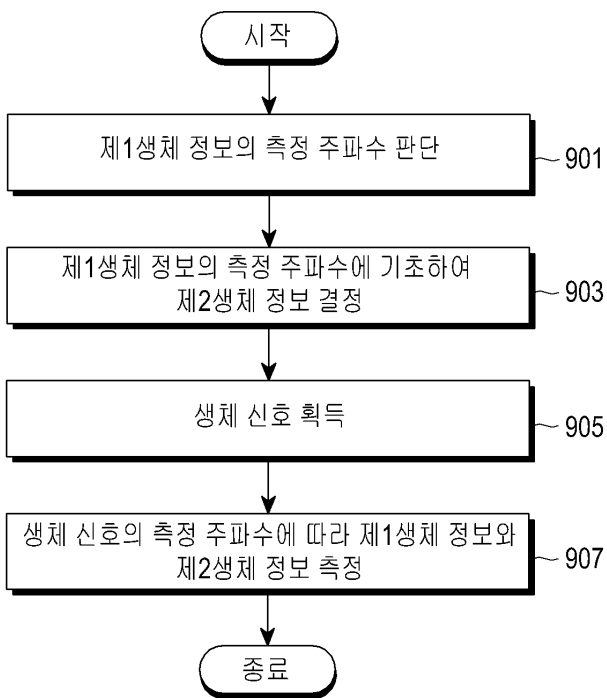 시작
제1생체 정보의 측정 주파수 판단
901
제1생체 정보의 측정 주파수에 기초하여
제2생체 정보 결정
903
생체 신호 획득
905
생체 신호의 측정 주파수에 따라 제1생체 정보와
제2생체 정보 측정
907
종료